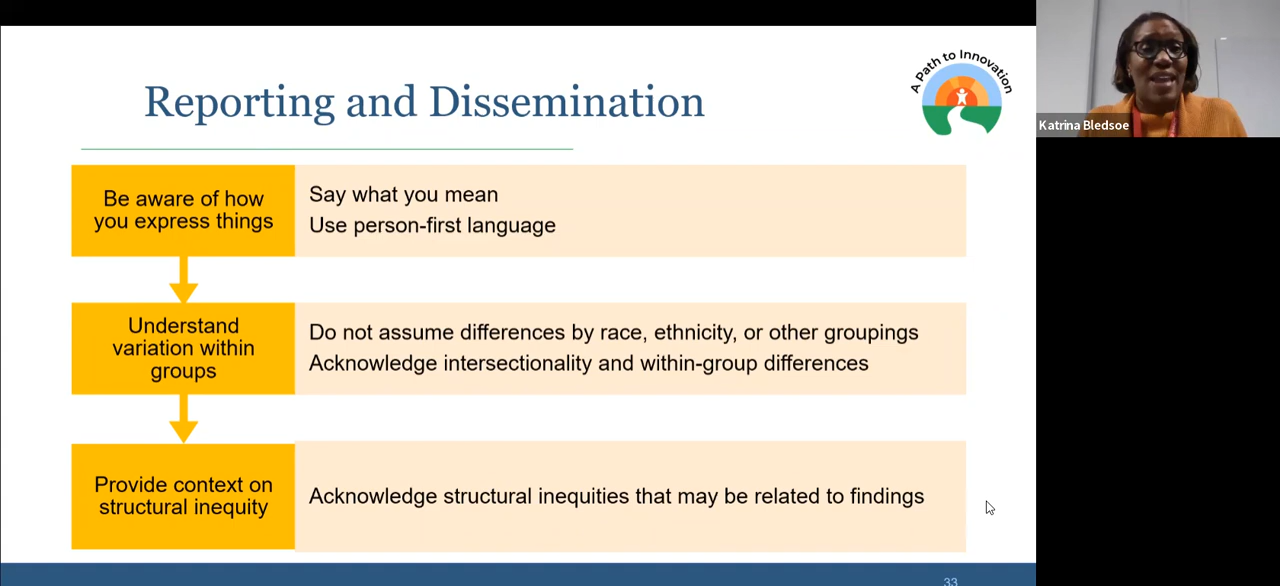 A Path to Innovation
Katrina Bledsoe
Reporting and Dissemination
Be aware of how
you express things
Say what you mean
Use person-first language
Understand
variation within
groups
Do not assume differences by race, ethnicity, or other groupings
Acknowledge intersectionality and within-group differences
Provide context on
structural inequity
Acknowledge structural inequities that may be related to findings
33